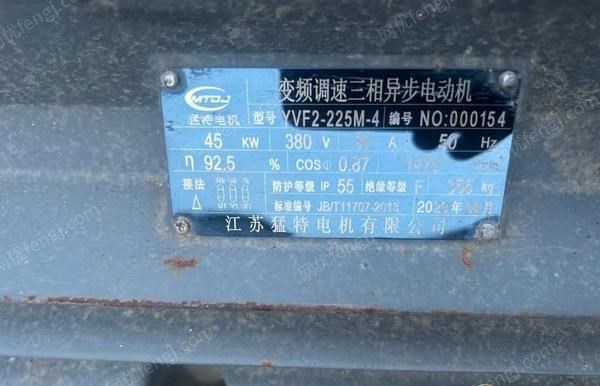 变频调速三相异步电动机
MTDJ
猛特电机 型号 YVF2-225M-4 编号 NO:000154
45 KW 380 V A 50 Hz
η 92.5 % COSΦ 0.87
接法 防护等级 IP 55 绝缘等级 F kg
U1 V1 W1 标准编号 JB/T11707-2013 年 月
江苏猛特电机有限公司